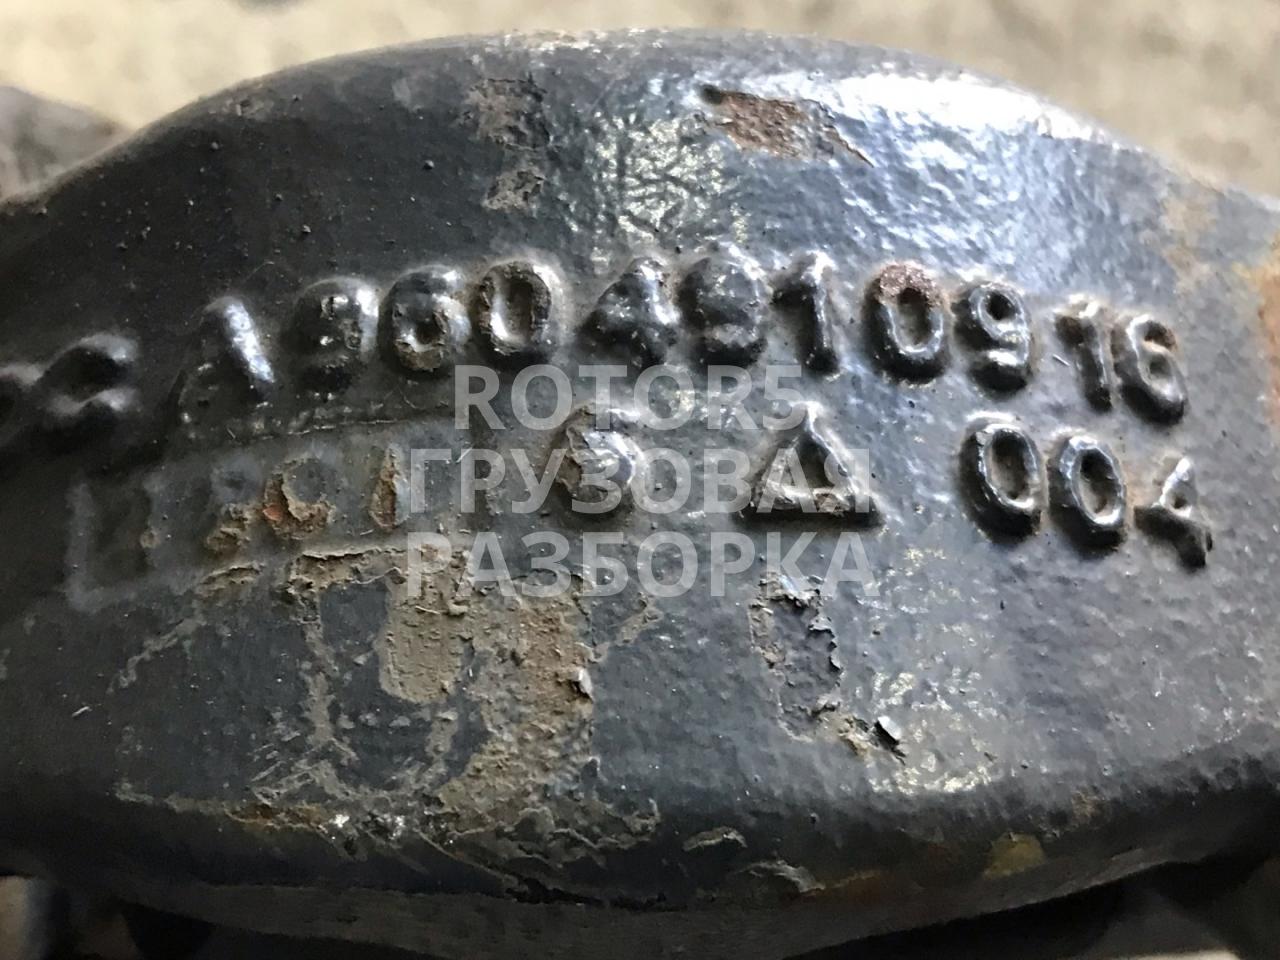 A9604910916
G △ 004
ROTOR5
ГРУЗОВАЯ
РАЗБОРКА